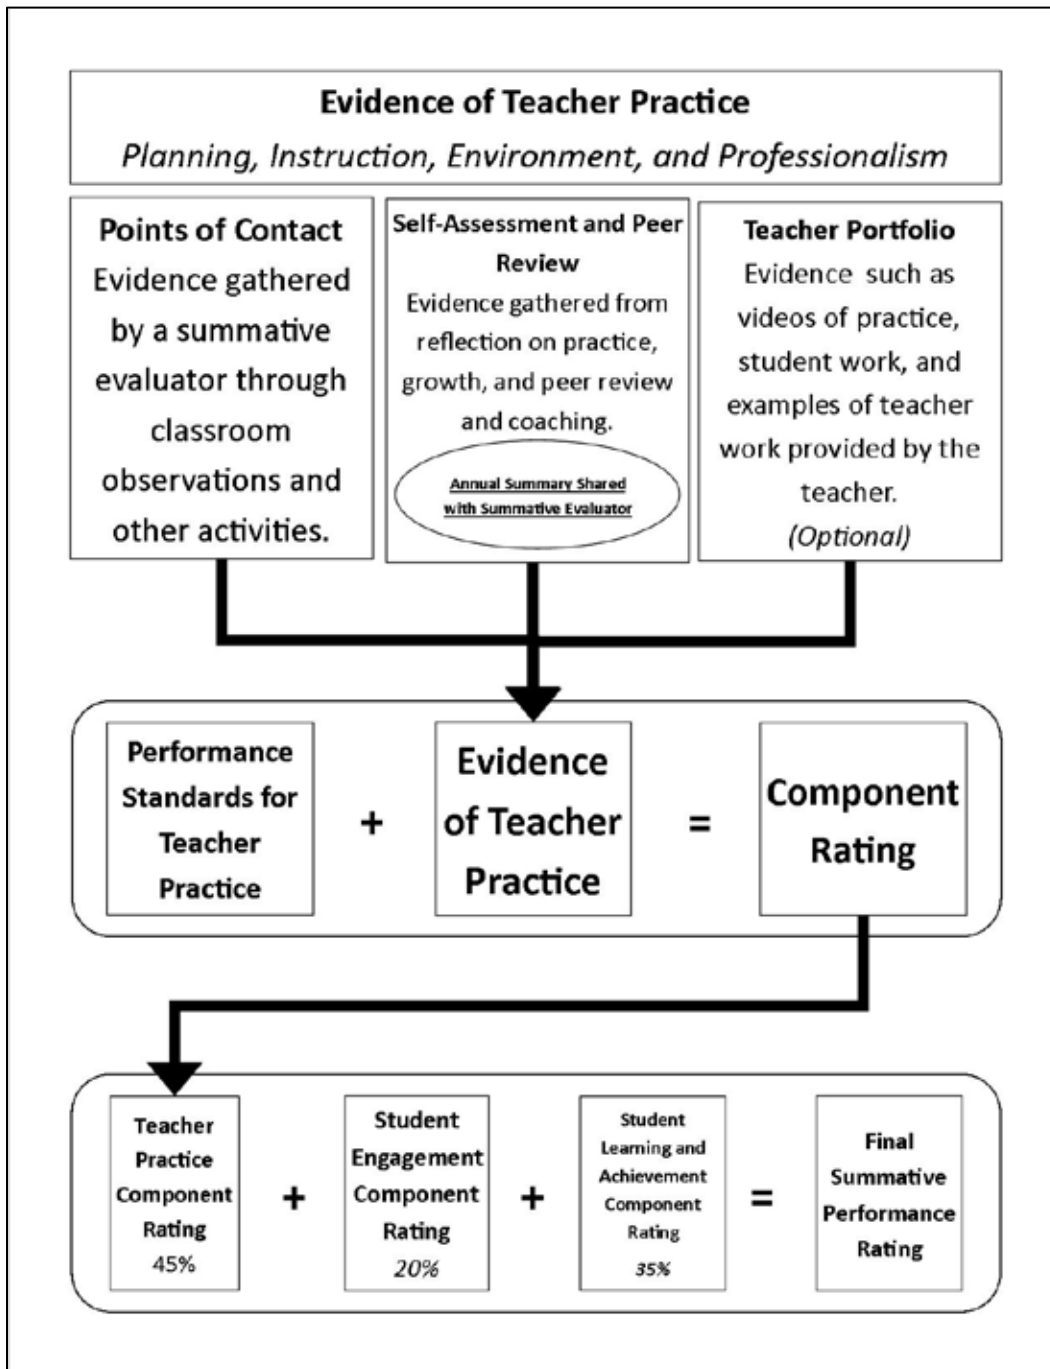 Evidence of Teacher Practice
Planning, Instruction, Environment, and Professionalism
Points of Contact
Evidence gathered
by a summative
evaluator through
classroom
observations and
other activities.
Self-Assessment and Peer
Review
Evidence gathered from
reflection on practice,
growth, and peer review
and coaching.
Annual Summary Shared
with Summative Evaluator
Teacher Portfolio
Evidence such as
videos of practice,
student work, and
examples of teacher
work provided by the
teacher.
(Optional)
Performance
Standards for
Teacher
Practice
+
Evidence
of Teacher
Practice
=
Component
Rating
Teacher
Practice
Component
Rating
45%
+
Student
Engagement
Component
Rating
20%
+
Student
Learning and
Achievement
Component
Rating
35%
=
Final
Summative
Performance
Rating